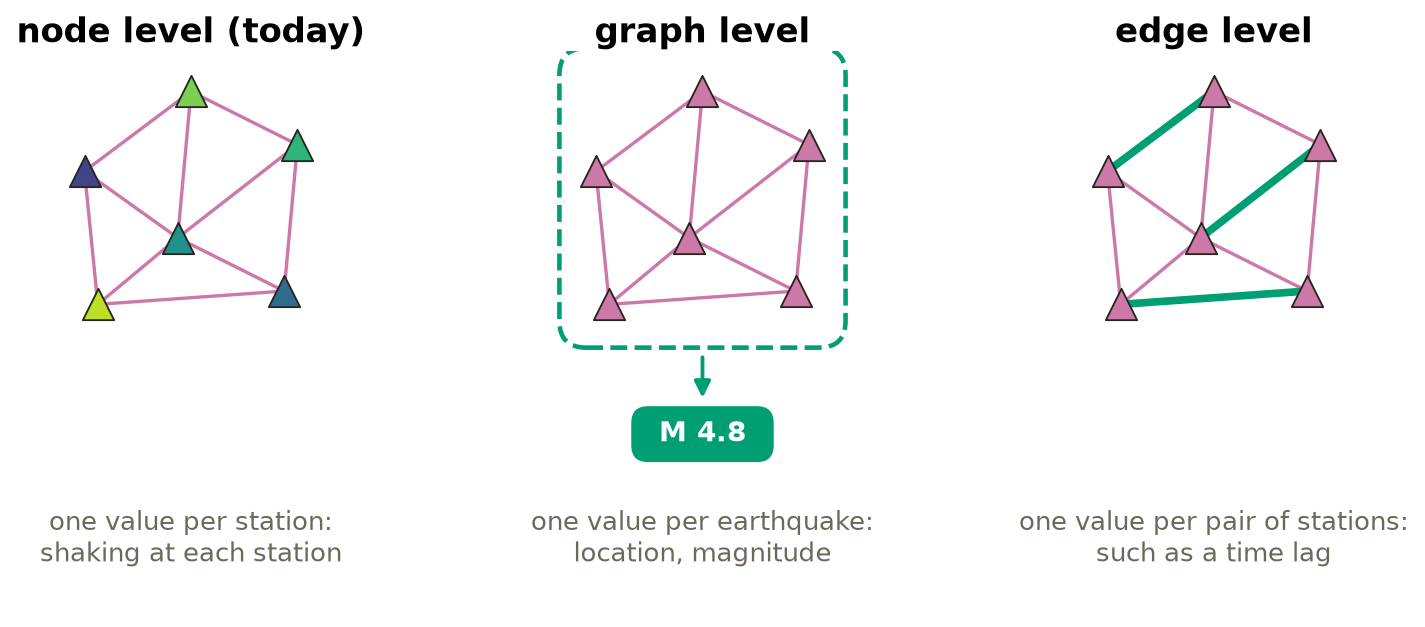 node level (today)
graph level
edge level
M 4.8
one value per station:
shaking at each station
one value per earthquake:
location, magnitude
one value per pair of stations:
such as a time lag